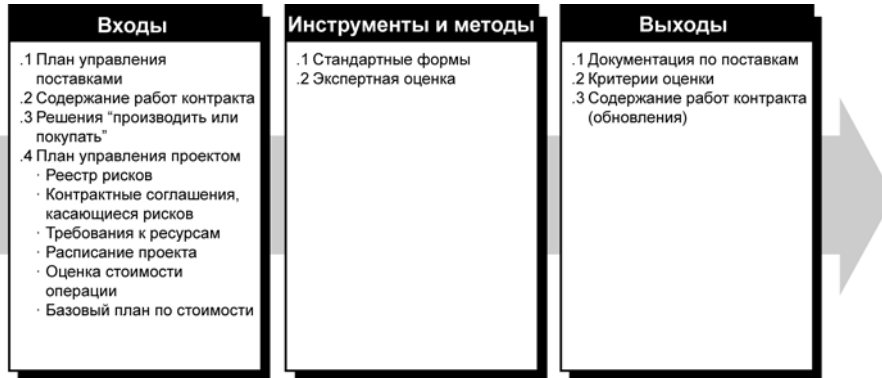 Входы
.1 План управления
поставками
.2 Содержание работ контракта
.3 Решения “производить или
покупать”
.4 План управления проектом
· Реестр рисков
· Контрактные соглашения,
касающиеся рисков
· Требования к ресурсам
· Расписание проекта
· Оценка стоимости
операции
· Базовый план по стоимости
Инструменты и методы
.1 Стандартные формы
.2 Экспертная оценка
Выходы
.1 Документация по поставкам
.2 Критерии оценки
.3 Содержание работ контракта
(обновления)